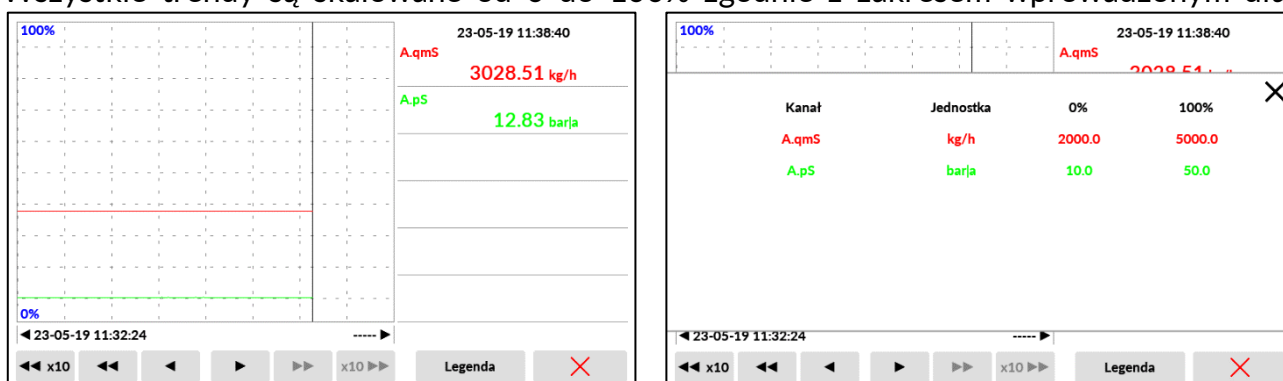 Wszystkie trendy są skalowane od 0 do 100% zgodnie z zakresem wprowadzonym dla
100%
23-05-19 11:38:40
A.qmS
3028.51 kg/h
A.pS
12.83 bar|a
0%
◀ 23-05-19 11:32:24
----- ▶
◀◀ x10 ◀◀ ◀ ▶ ▶▶ x10 ▶▶ Legenda
100%
23-05-19 11:38:40
A.qmS
Kanał Jednostka 0% 100%
A.qmS kg/h 2000.0 5000.0
A.pS bar|a 10.0 50.0
◀ 23-05-19 11:32:24
----- ▶
◀◀ x10 ◀◀ ◀ ▶ ▶▶ x10 ▶▶ Legenda